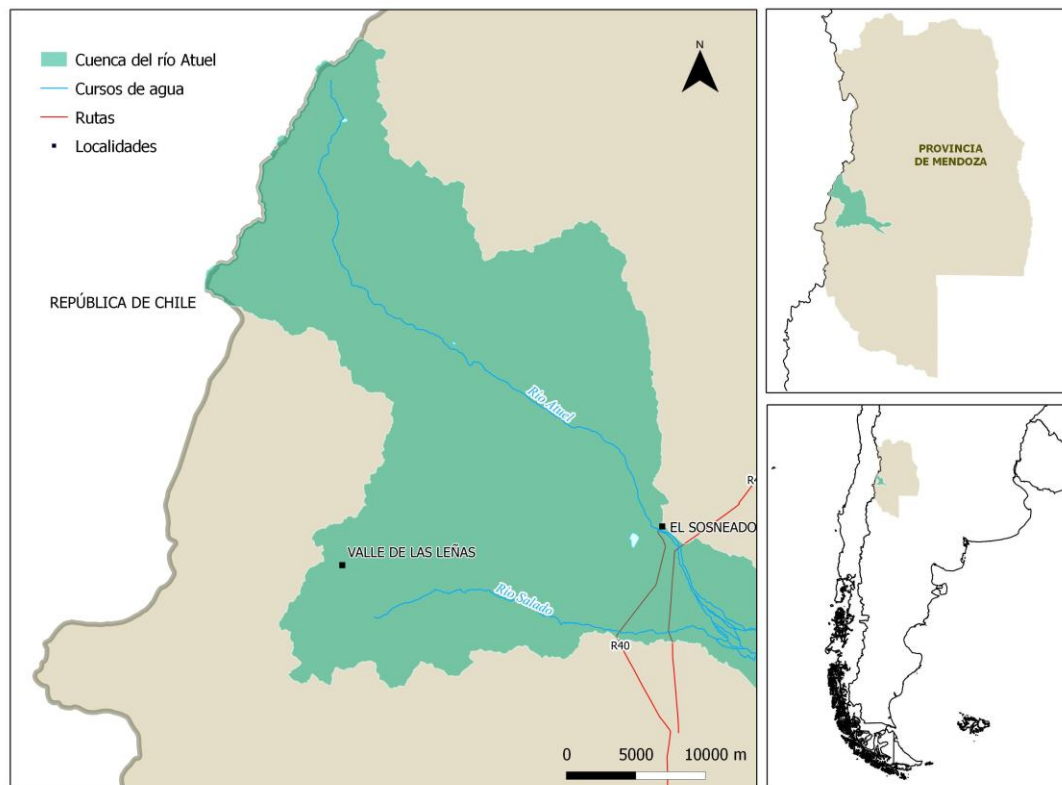 Cuenca del río Atuel
Cursos de agua
Rutas
Localidades
N
REPÚBLICA DE CHILE
Río Atuel
R4
EL SOSNEADO
VALLE DE LAS LEÑAS
Río Salado
R40
0 5000 10000 m
PROVINCIA
DE MENDOZA